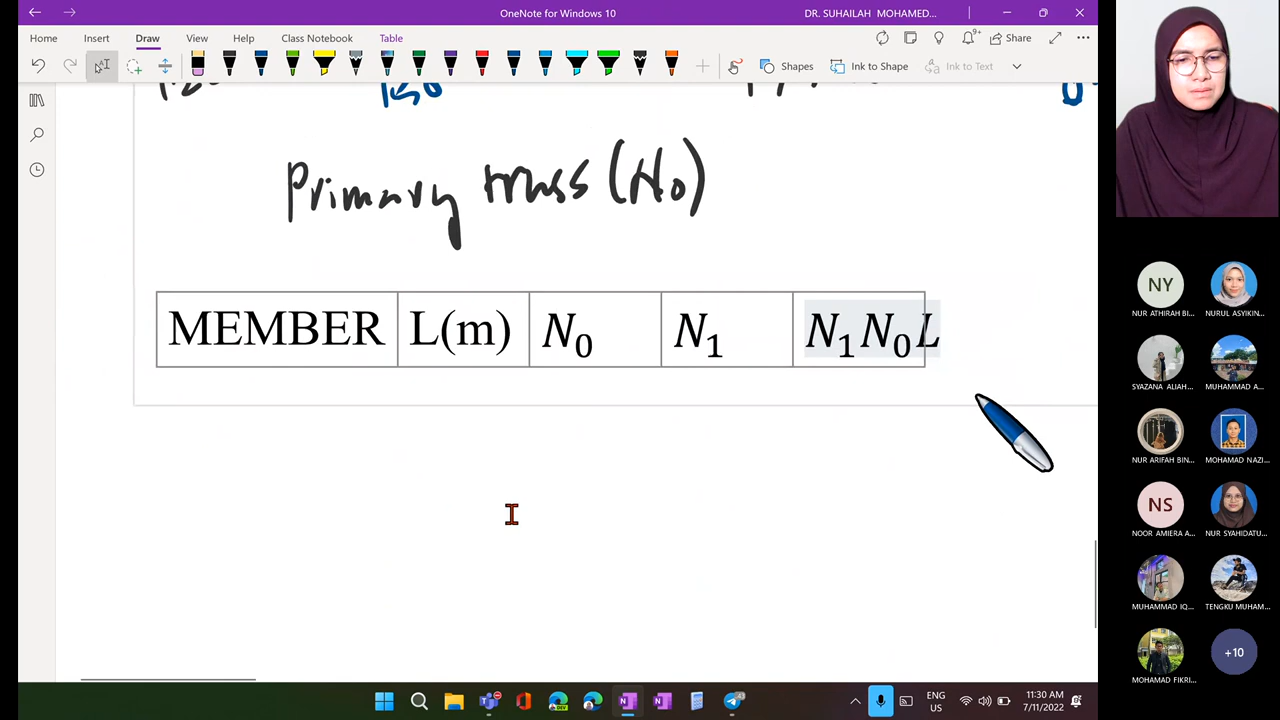 OneNote for Windows 10
DR. SUHAILAH MOHAMED...
Home Insert Draw View Help Class Notebook Table
9+ Share
Shapes Ink to Shape Ink to Text
Primary truss (N₀)
MEMBER L(m) N₀ N₁ N₁N₀L
NY
NUR ATHIRAH BI... NURUL ASYIKIN...
SYAZANA ALIAH... MUHAMMAD A...
NUR ARIFAH BIN... MOHAMAD NAZI...
NS
NOOR AMIERA A... NUR SYAHIDATU...
MUHAMMAD IQ... TENGKU MUHAM...
+10
MOHAMAD FIKRI...
ENG
US
11:30 AM
7/11/2022